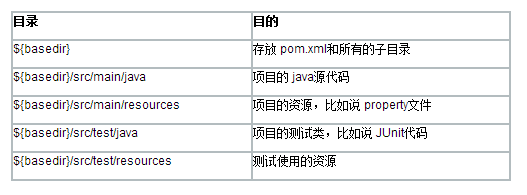 目录 目的
${basedir} 存放 pom.xml和所有的子目录
${basedir}/src/main/java 项目的 java源代码
${basedir}/src/main/resources 项目的资源，比如说 property文件
${basedir}/src/test/java 项目的测试类，比如说 JUnit代码
${basedir}/src/test/resources 测试使用的资源